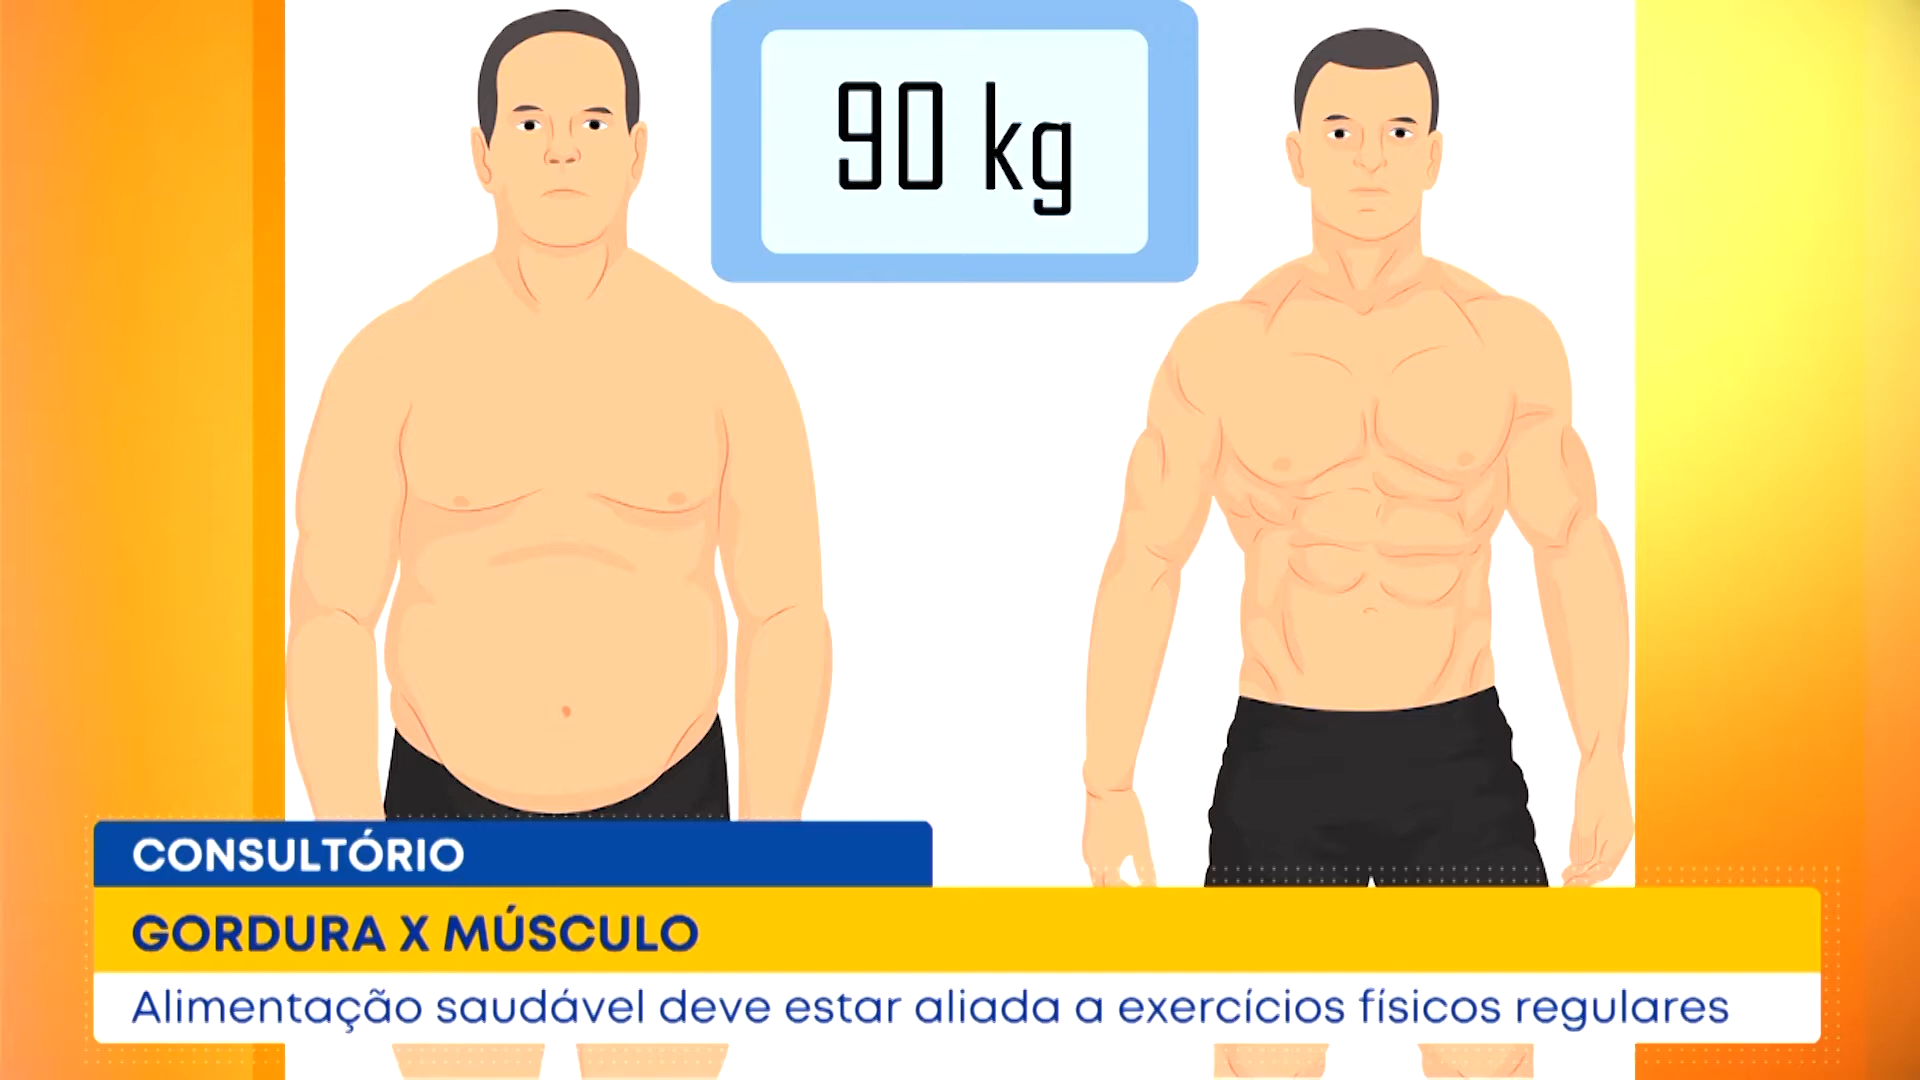 90 kg
CONSULTÓRIO
GORDURA X MÚSCULO
Alimentação saudável deve estar aliada a exercícios físicos regulares